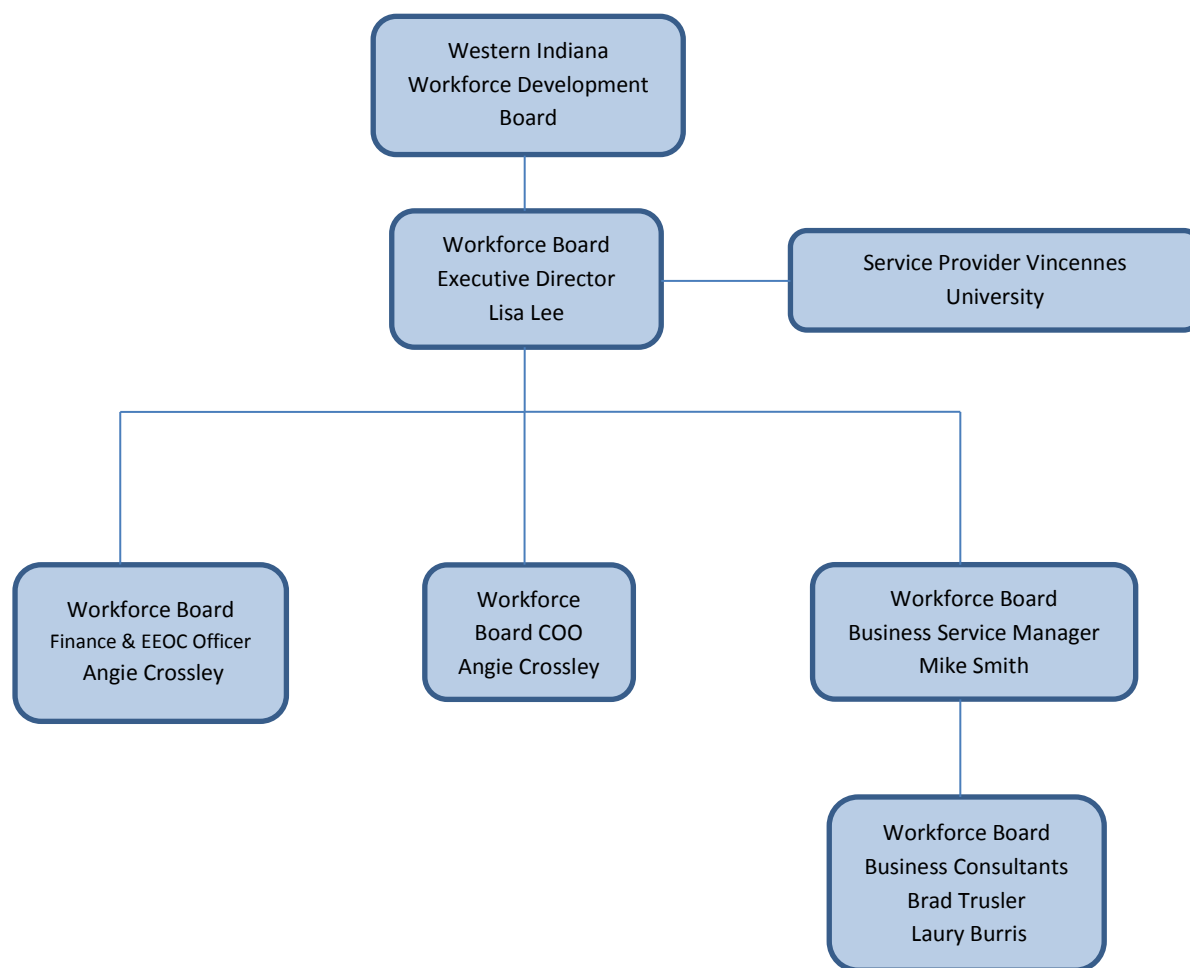 Western Indiana
Workforce Development
Board
Workforce Board
Executive Director
Lisa Lee
Service Provider Vincennes
University
Workforce Board
Finance & EEOC Officer
Angie Crossley
Workforce
Board COO
Angie Crossley
Workforce Board
Business Service Manager
Mike Smith
Workforce Board
Business Consultants
Brad Trusler
Laury Burris